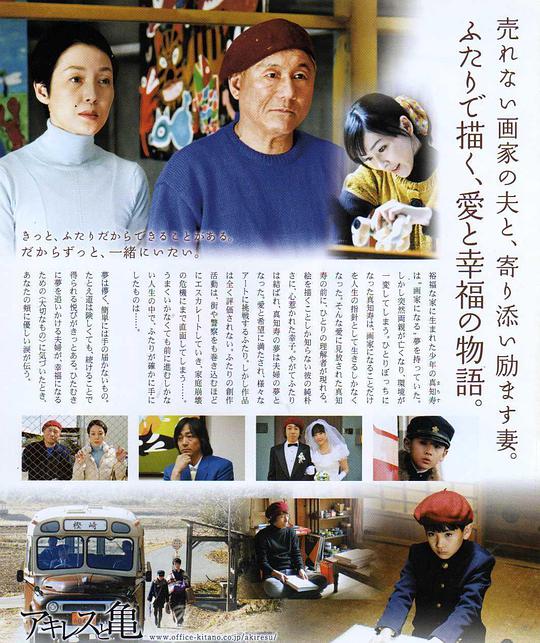 売れない画家の夫と、寄り添い励ます妻。
ふたりで描く、愛と幸福の物語。
きっと、ふたりだからできることがある。
だからずっと、一緒にいたい。
裕福な家に生まれた少年の真知寿
まちす
は〝画家になる〟夢を持っていた。
しかし突然両親が亡くなり、環境が
一変してしまう。ひとりぼっちに
なった真知寿は、画家になることだけ
を人生の指針として生きるしかなく
なった。そんな愛に見放された真知
寿の前に、ひとりの理解者が現れる。
絵を描くことしか知らない彼の純朴
さに、心惹かれた幸子。やがてふたり
は結ばれ、真知寿の夢は夫婦の夢と
なった。愛と希望に満たされ、様々な
アートに挑戦するふたり。しかし作品
は全く評価されない。ふたりの創作
活動は、街や警察をも巻き込むほど
にエスカレートしていき、家庭崩壊
の危機にまで直面してしまう……。
うまくいかなくても前に進むしかな
い人生の中で、ふたりが確かに手に
したものは……。
夢は儚く、簡単には手の届かないもの。
たとえ道は険しくても、続けることで
得られる悦びがきっとある。ひたむき
に夢を追いかける夫婦が、幸福になる
ための〈大切なもの〉に気づいたとき、
あなたの頬に優しい涙が伝う。
樫崎
アキレスと亀
www.office-kitano.co.jp/akiresu/